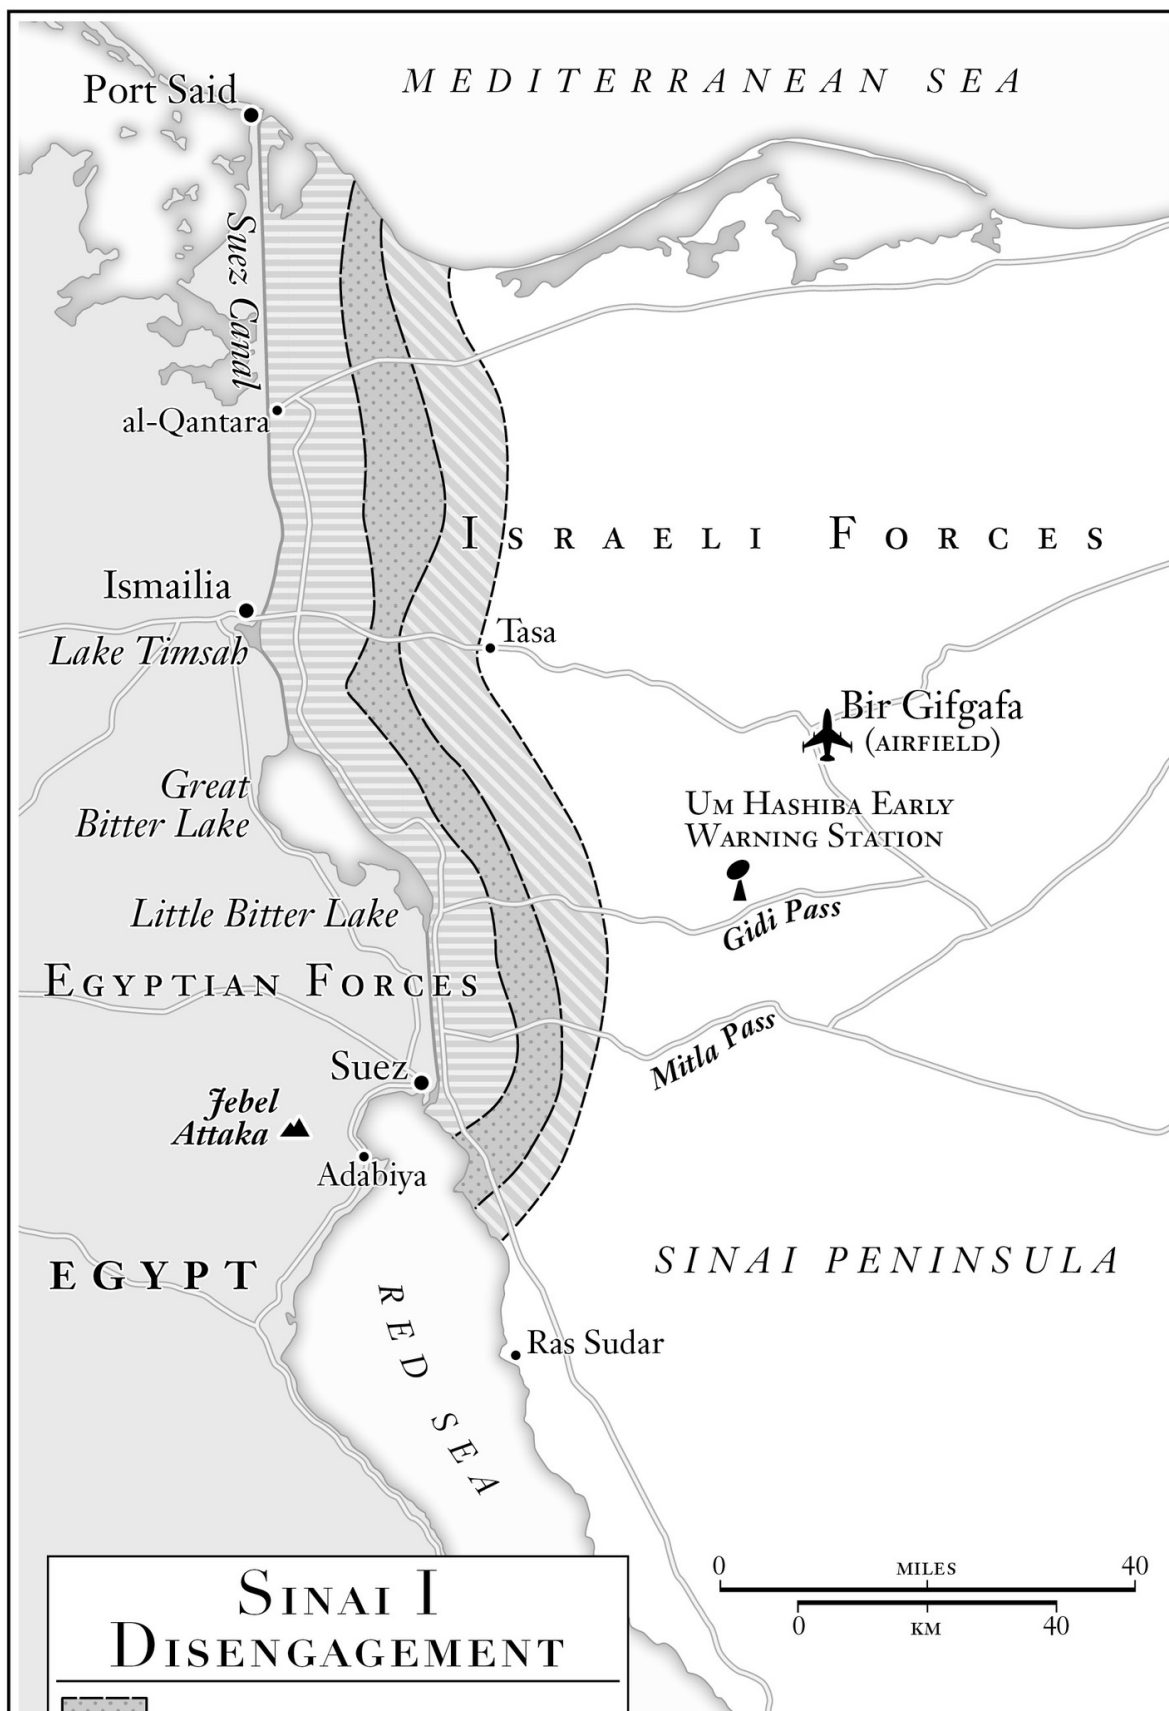 MEDITERRANEAN SEA
Port Said
Suez Canal
al-Qantara
ISRAELI FORCES
Ismailia
Tasa
Lake Timsah
Bir Gifgafa
(AIRFIELD)
Great
Bitter Lake
UM HASHIBA EARLY
WARNING STATION
Little Bitter Lake
Gidi Pass
EGYPTIAN FORCES
Mitla Pass
Suez
Jebel
Attaka
Adabiya
EGYPT
SINAI PENINSULA
RED SEA
Ras Sudar
0 MILES 40
0 KM 40
SINAI I
DISENGAGEMENT